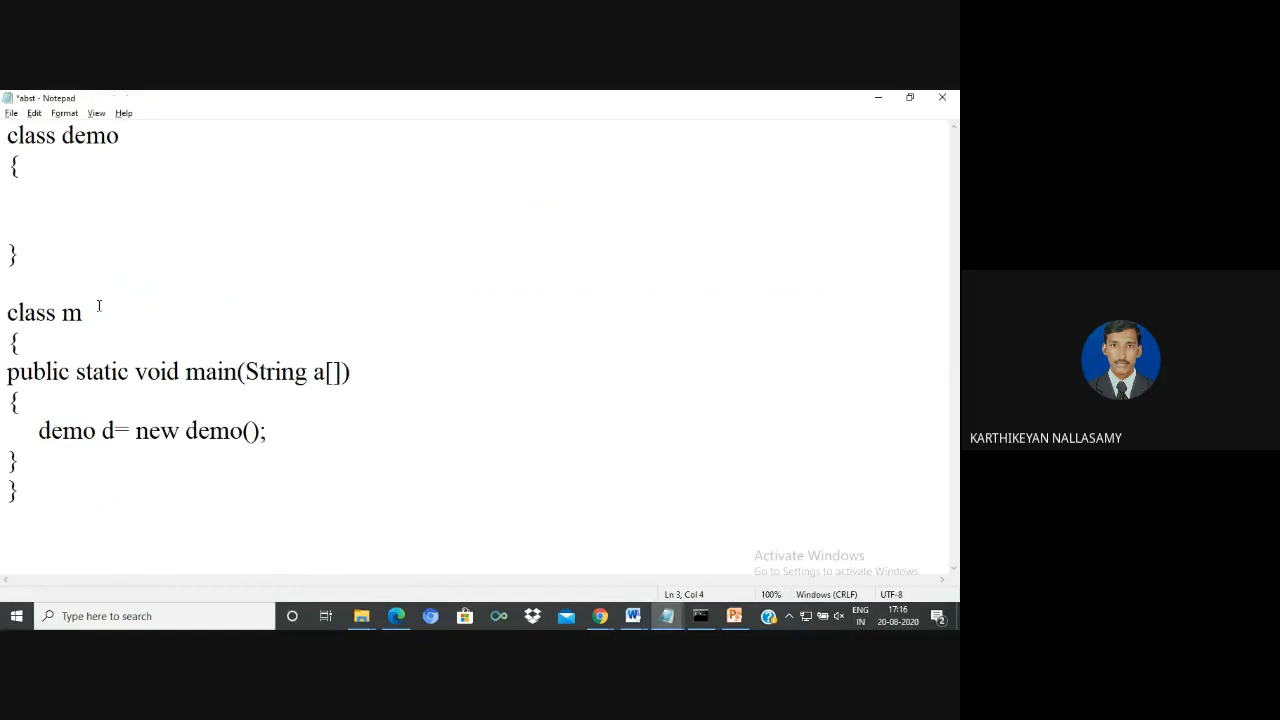 *abst - Notepad
File Edit Format View Help
class demo
{
}
class m
{
public static void main(String a[])
{
demo d= new demo();
}
}
Activate Windows
Go to Settings to activate Windows.
Ln 3, Col 4 100% Windows (CRLF) UTF-8
Type here to search
ENG
IN
17:16
20-08-2020
2
KARTHIKEYAN NALLASAMY